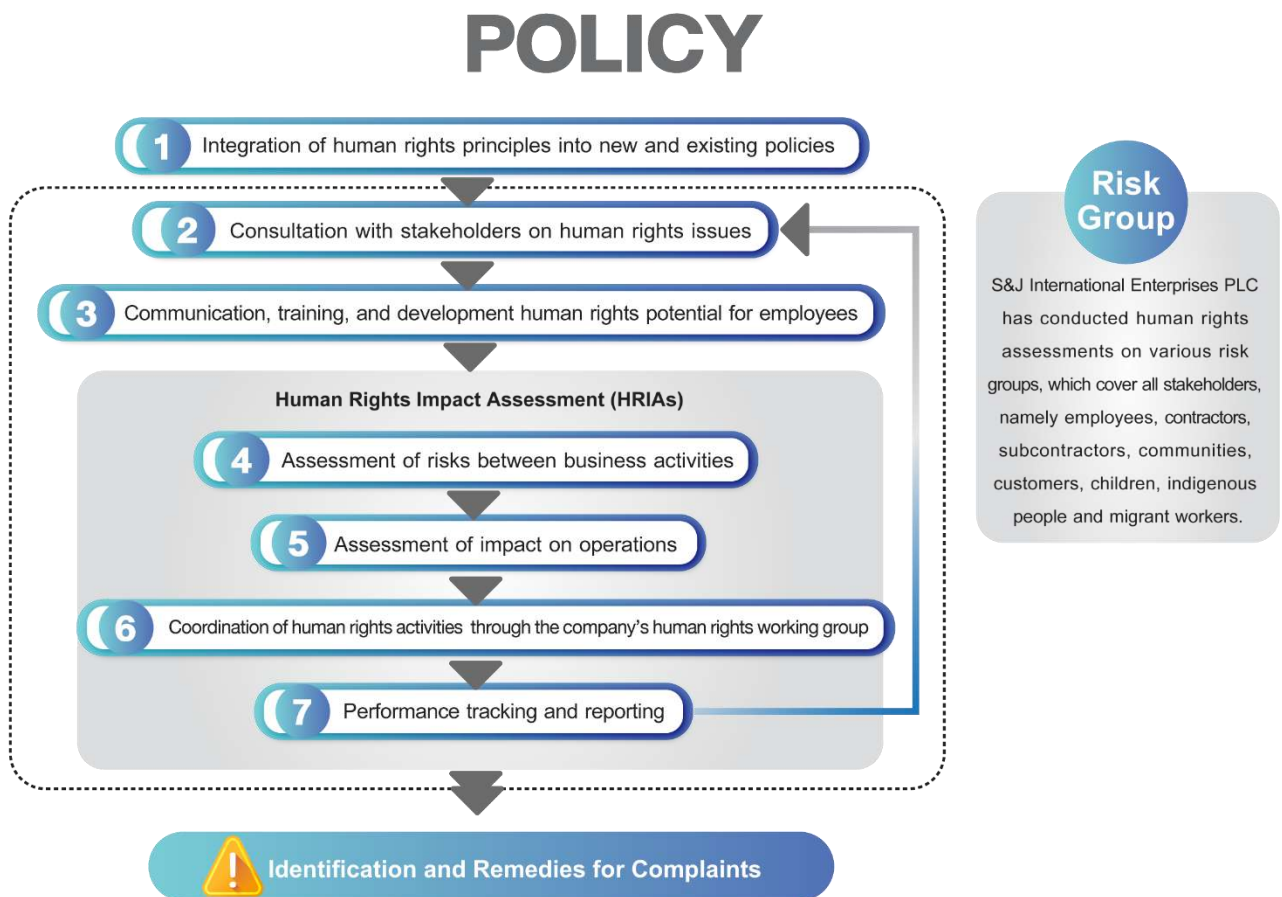 POLICY
1 Integration of human rights principles into new and existing policies
2 Consultation with stakeholders on human rights issues
3 Communication, training, and development human rights potential for employees
Human Rights Impact Assessment (HRIAs)
4 Assessment of risks between business activities
5 Assessment of impact on operations
6 Coordination of human rights activities through the company's human rights working group
7 Performance tracking and reporting
Identification and Remedies for Complaints
Risk
Group
S&J International Enterprises PLC
has conducted human rights
assessments on various risk
groups, which cover all stakeholders,
namely employees, contractors,
subcontractors, communities,
customers, children, indigenous
people and migrant workers.